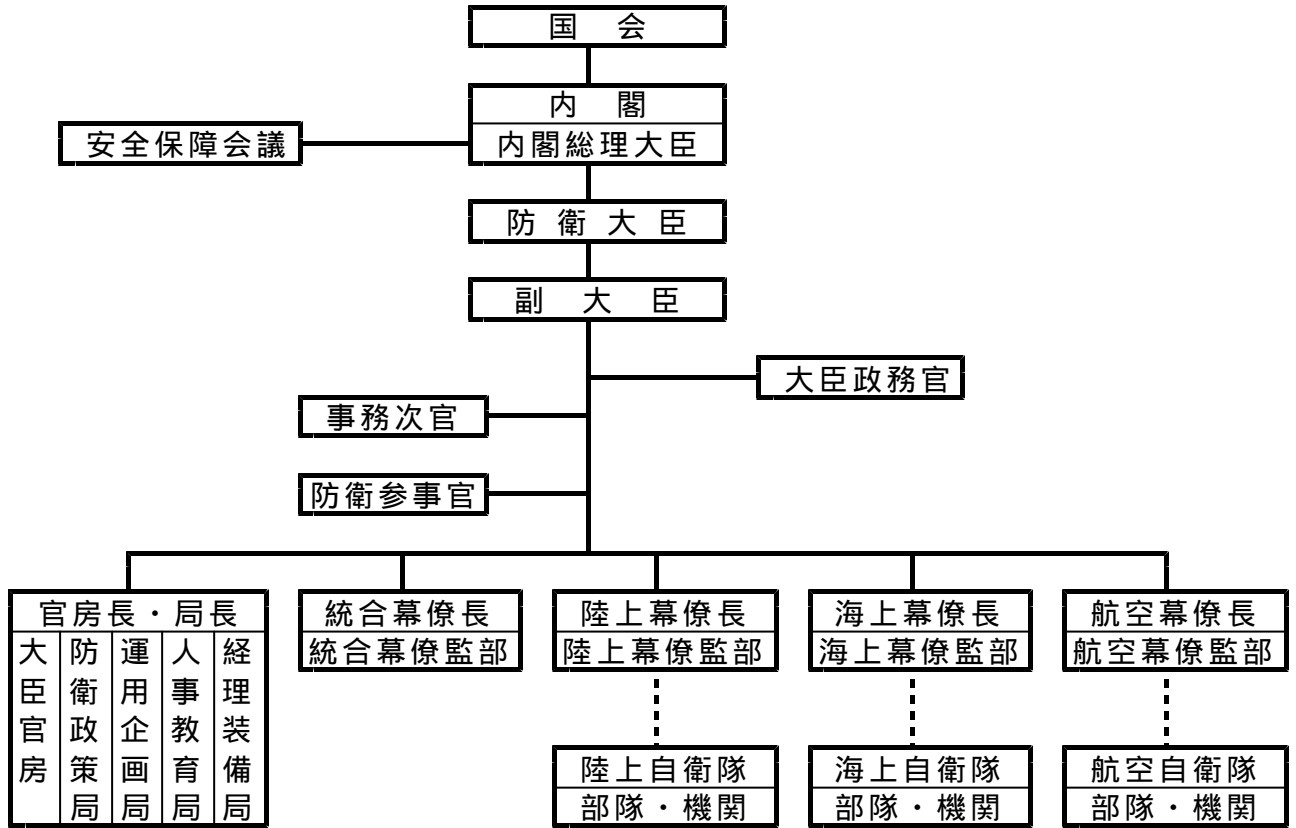 国会
内閣
内閣総理大臣
安全保障会議
防衛大臣
副大臣
大臣政務官
事務次官
防衛参事官
官房長・局長
大臣官房
防衛政策局
運用企画局
人事教育局
経理装備局
統合幕僚長
統合幕僚監部
陸上幕僚長
陸上幕僚監部
海上幕僚長
海上幕僚監部
航空幕僚長
航空幕僚監部
陸上自衛隊
部隊・機関
海上自衛隊
部隊・機関
航空自衛隊
部隊・機関